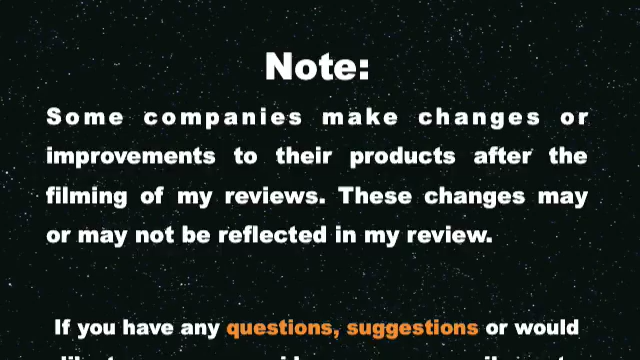 Note:
Some companies make changes or
improvements to their products after the
filming of my reviews. These changes may
or may not be reflected in my review.
If you have any questions, suggestions or would